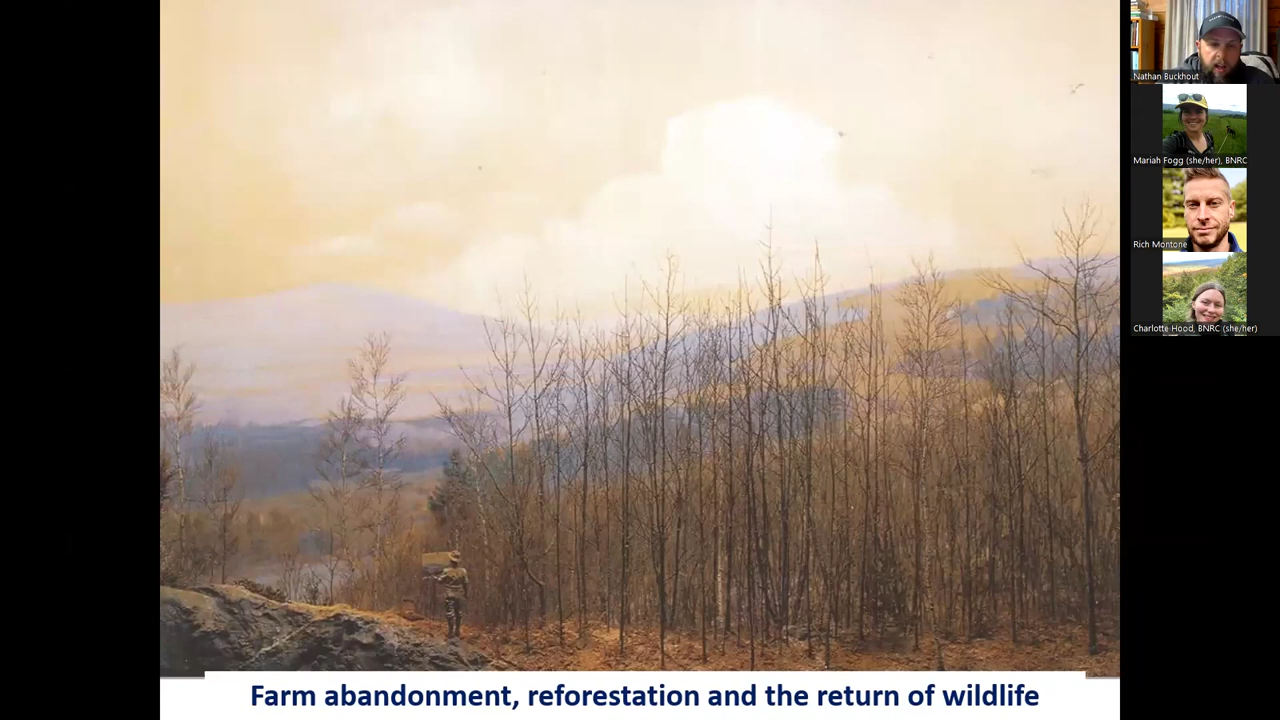 Nathan Buckhout
Mariah Fogg (she/her), BNRC
Rich Montone
Charlotte Hood, BNRC (she/her)
Farm abandonment, reforestation and the return of wildlife